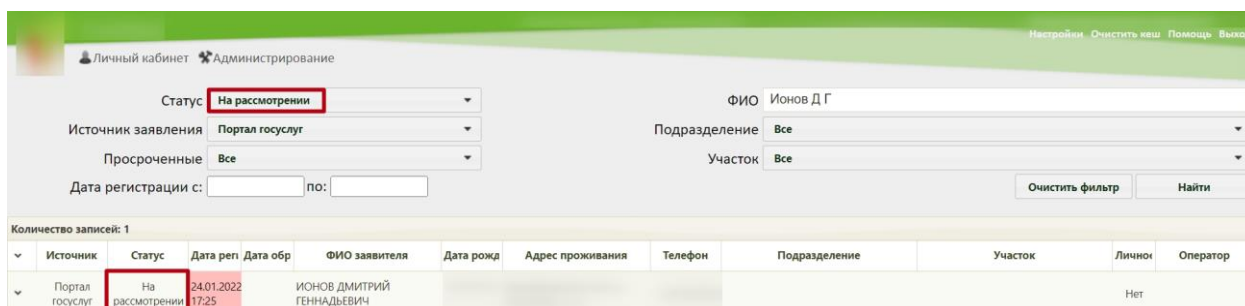 Настройки Очистить кеш Помощь Выхо
Личный кабинет Администрирование
Статус На рассмотрении ФИО Ионов Д Г
Источник заявления Портал госуслуг Подразделение Все
Просроченные Все Участок Все
Дата регистрации с: по: Очистить фильтр Найти
Количество записей: 1
Источник Статус Дата реги Дата обр ФИО заявителя Дата рожд Адрес проживания Телефон Подразделение Участок Лично Оператор
Портал На 24.01.2022 ИОНОВ ДМИТРИЙ Нет
госуслуг рассмотрении 17:25 ГЕННАДЬЕВИЧ